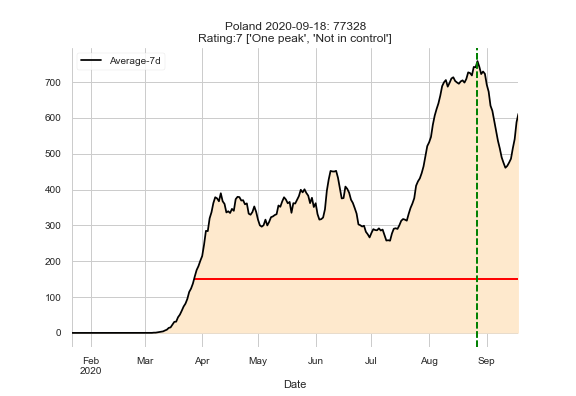 Poland 2020-09-18: 77328
Rating:7 ['One peak', 'Not in control']
Average-7d
700
600
500
400
300
200
100
0
Feb
2020
Mar
Apr
May
Jun
Jul
Aug
Sep
Date